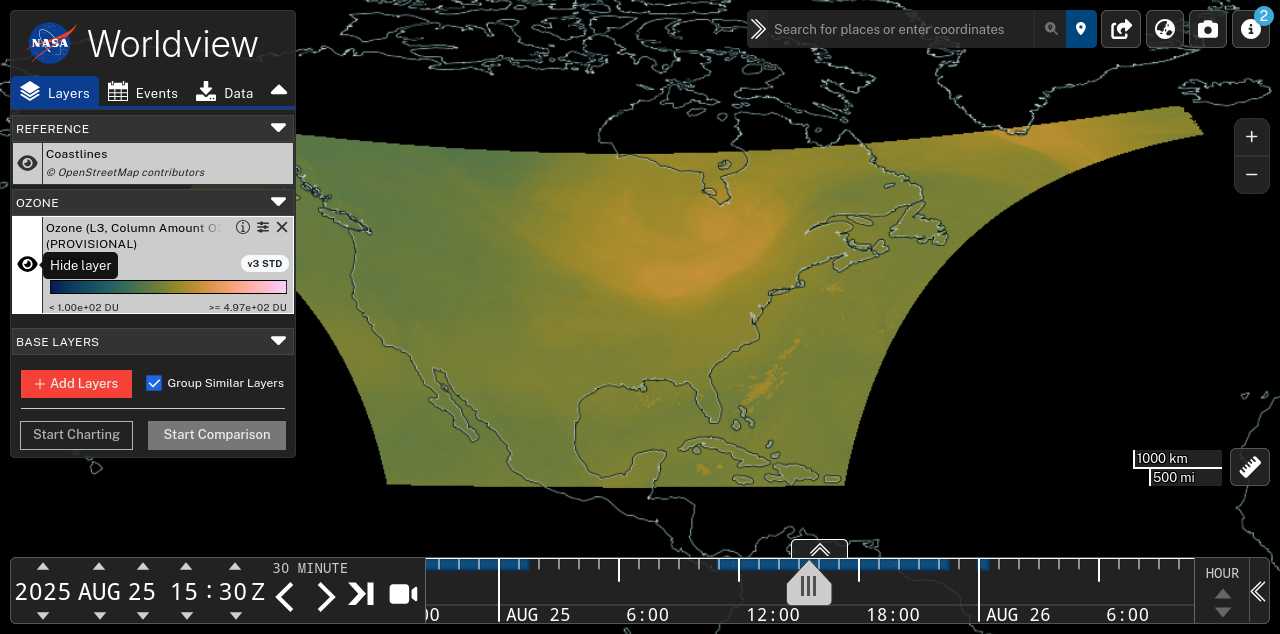 NASA
Worldview
Layers
Events
Data
REFERENCE
Coastlines
© OpenStreetMap contributors
OZONE
Ozone (L3, Column Amount
(PROVISIONAL)
Hide layer
v3 STD
< 1.00e+02 DU
>= 4.97e+02 DU
BASE LAYERS
+ Add Layers
Group Similar Layers
Start Charting
Start Comparison
Search for places or enter coordinates
2
+
−
1000 km
500 mi
2025 AUG 25 15 : 30 Z
30 MINUTE
00
AUG 25
6:00
12:00
18:00
AUG 26
6:00
HOUR